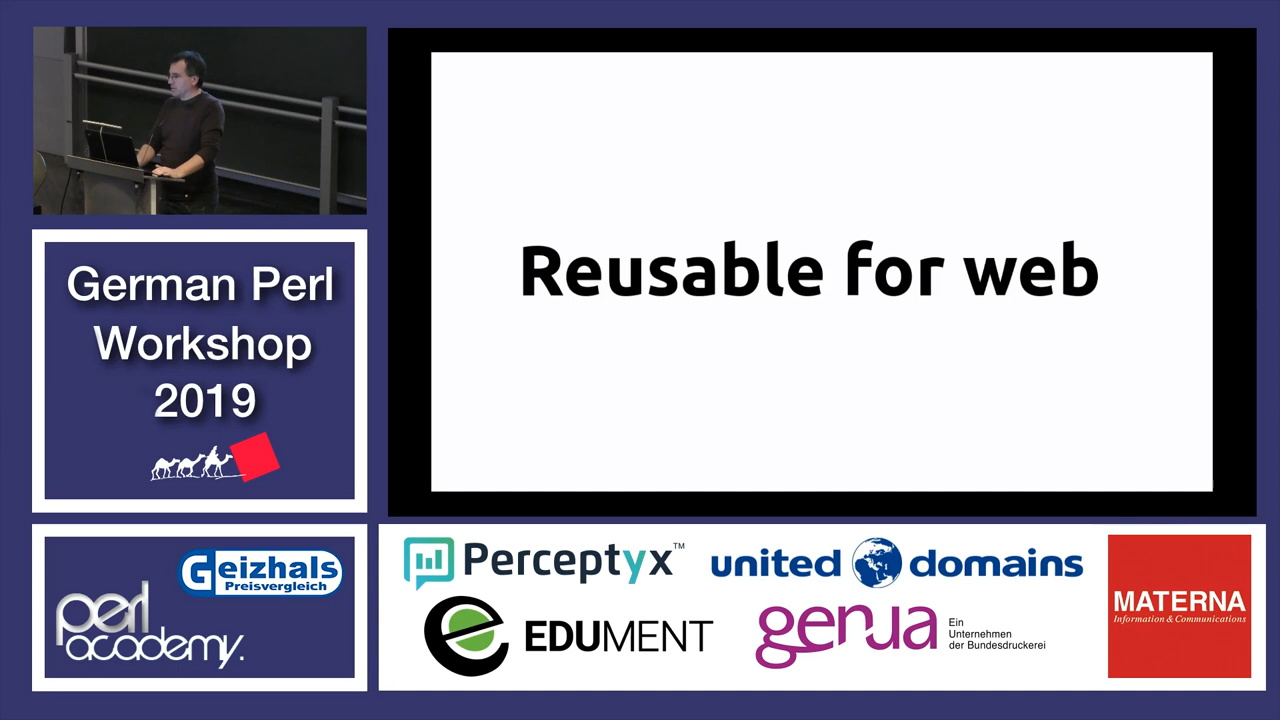 Reusable for web
German Perl
Workshop
2019
Geizhals
Preisvergleich
perl
academy.
Perceptyx™
united domains
EDUMENT
genua
Ein
Unternehmen
der Bundesdruckerei
MATERNA
Information & Communications